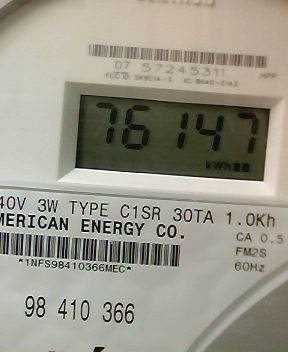 07 57245311
76147
kWh
40V 3W TYPE C1SR 30TA 1.0Kh
MERICAN ENERGY CO.
CA 0.5
FM2S
60Hz
*1NFS98410366MEC*
98 410 366